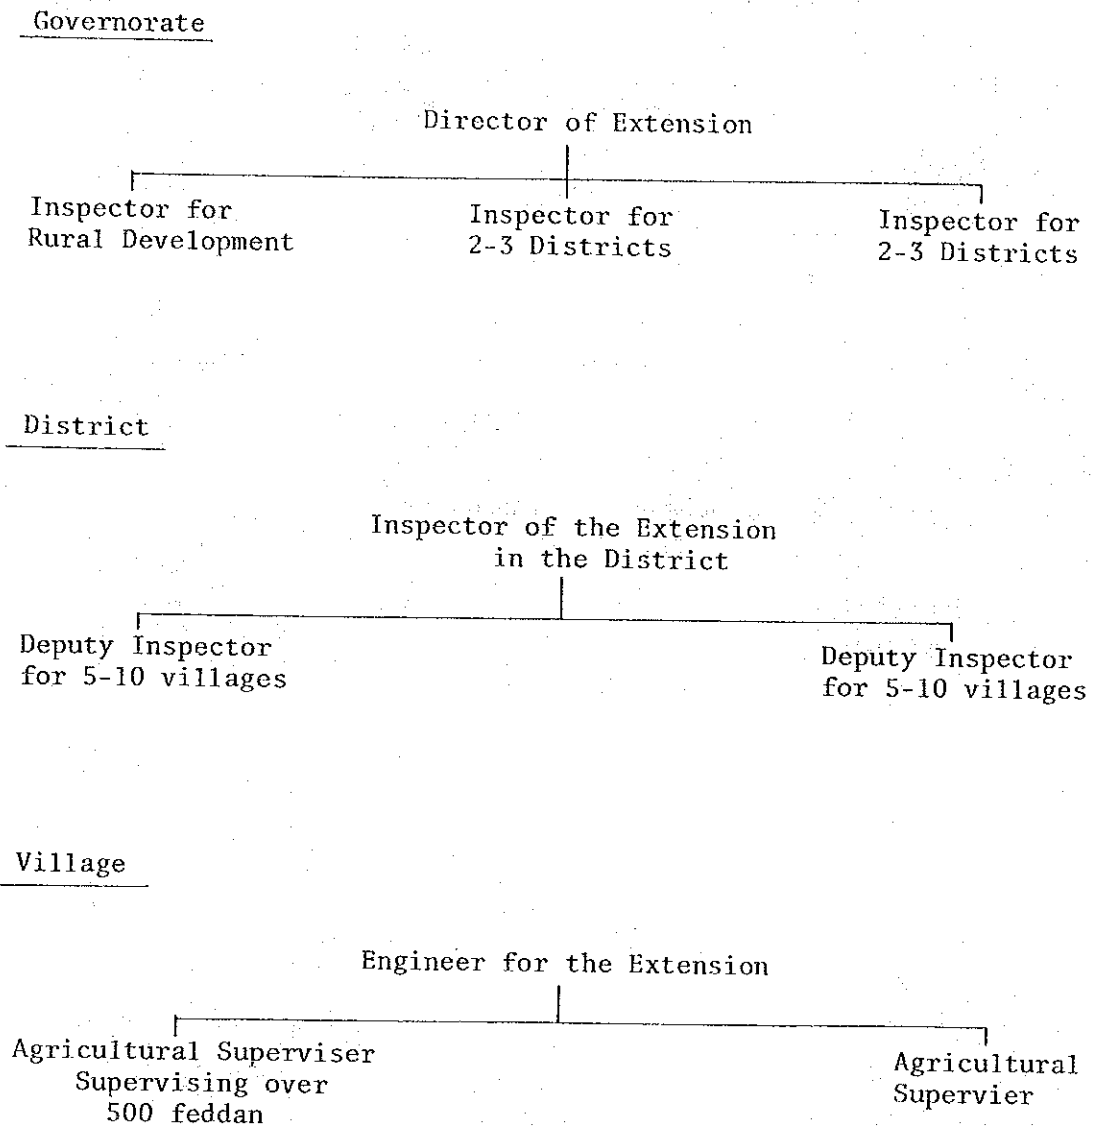 Governorate
Director of Extension
Inspector for
Rural Development
Inspector for
2-3 Districts
Inspector for
2-3 Districts
District
Inspector of the Extension
in the District
Deputy Inspector
for 5-10 villages
Deputy Inspector
for 5-10 villages
Village
Engineer for the Extension
Agricultural Superviser
Supervising over
500 feddan
Agricultural
Supervier